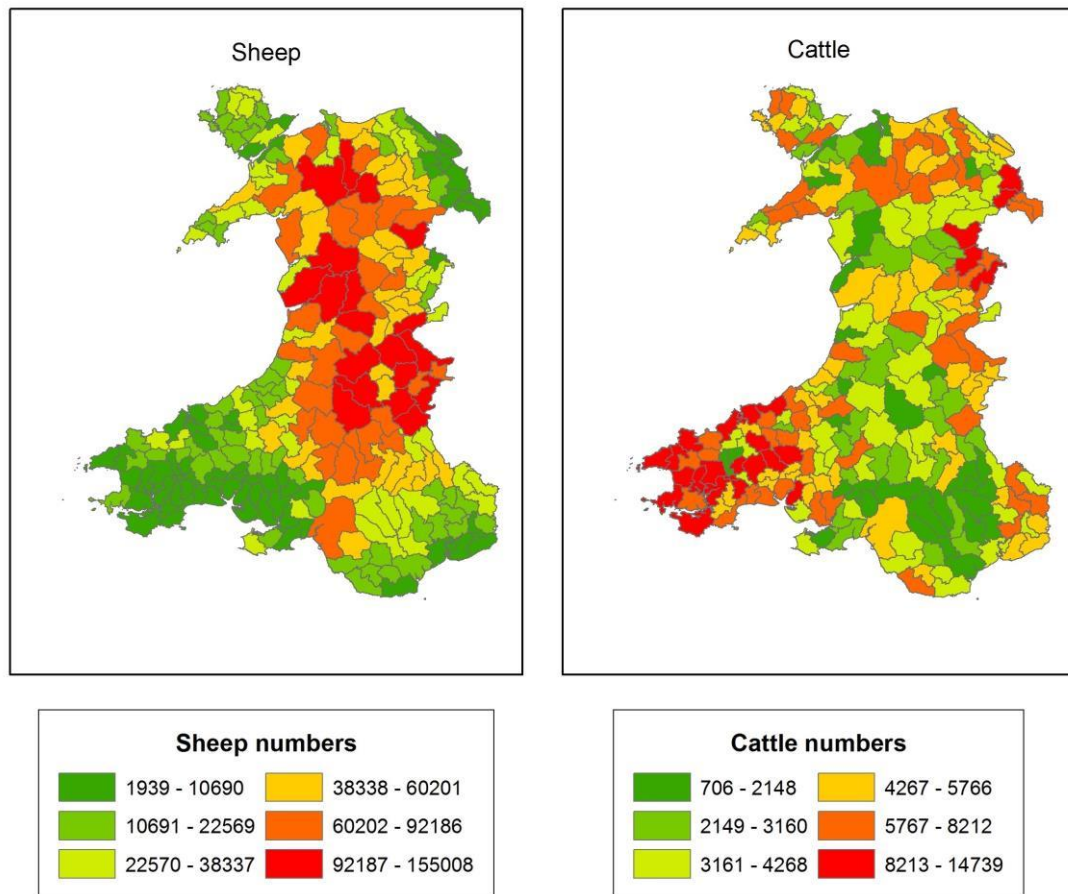 Sheep
Cattle
Sheep numbers
1939 - 10690
38338 - 60201
10691 - 22569
60202 - 92186
22570 - 38337
92187 - 155008
Cattle numbers
706 - 2148
4267 - 5766
2149 - 3160
5767 - 8212
3161 - 4268
8213 - 14739